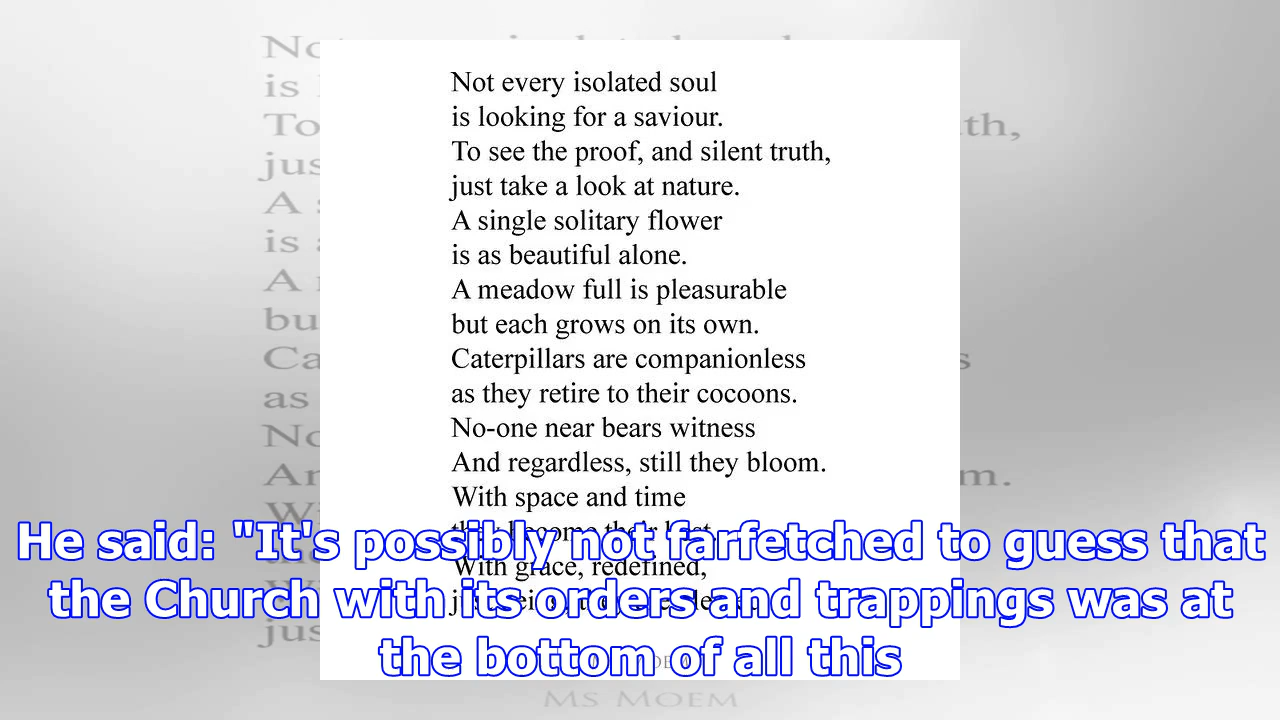 Not every isolated soul
is looking for a saviour.
To see the proof, and silent truth,
just take a look at nature.
A single solitary flower
is as beautiful alone.
A meadow full is pleasurable
but each grows on its own.
Caterpillars are companionless
as they retire to their cocoons.
No-one near bears witness
And regardless, still they bloom.
With space and time
they become their best
With grace, redefined,
He said: "It's possibly not farfetched to guess that
the Church with its orders and trappings was at
the bottom of all this
MS MOEM